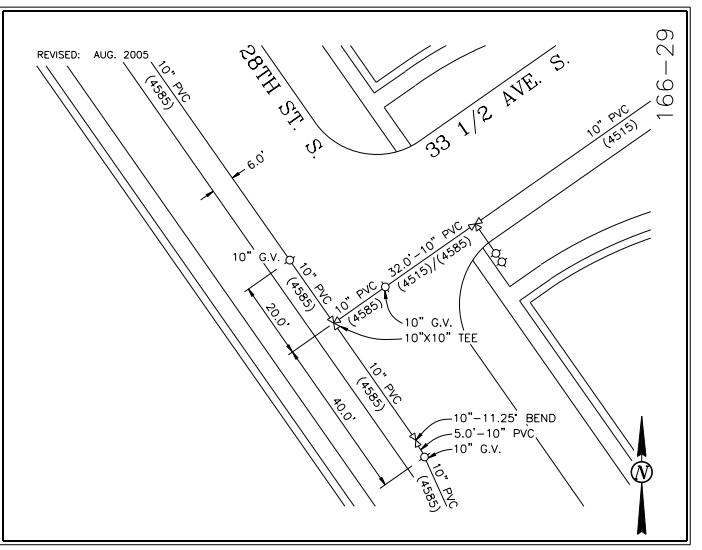 REVISED: AUG. 2005
166-29
10" PVC
(4585)
28TH ST. S.
33 1/2 AVE. S.
10" PVC
(4515)
6.0'
10" G.V.
10" PVC
(4585)
20.0'
10" PVC
(4585)
32.0'-10" PVC
(4515)/(4585)
10" G.V.
10"X10" TEE
10" PVC
(4585)
40.0'
10"-11.25° BEND
5.0'-10" PVC
10" G.V.
10" PVC
(4585)
N